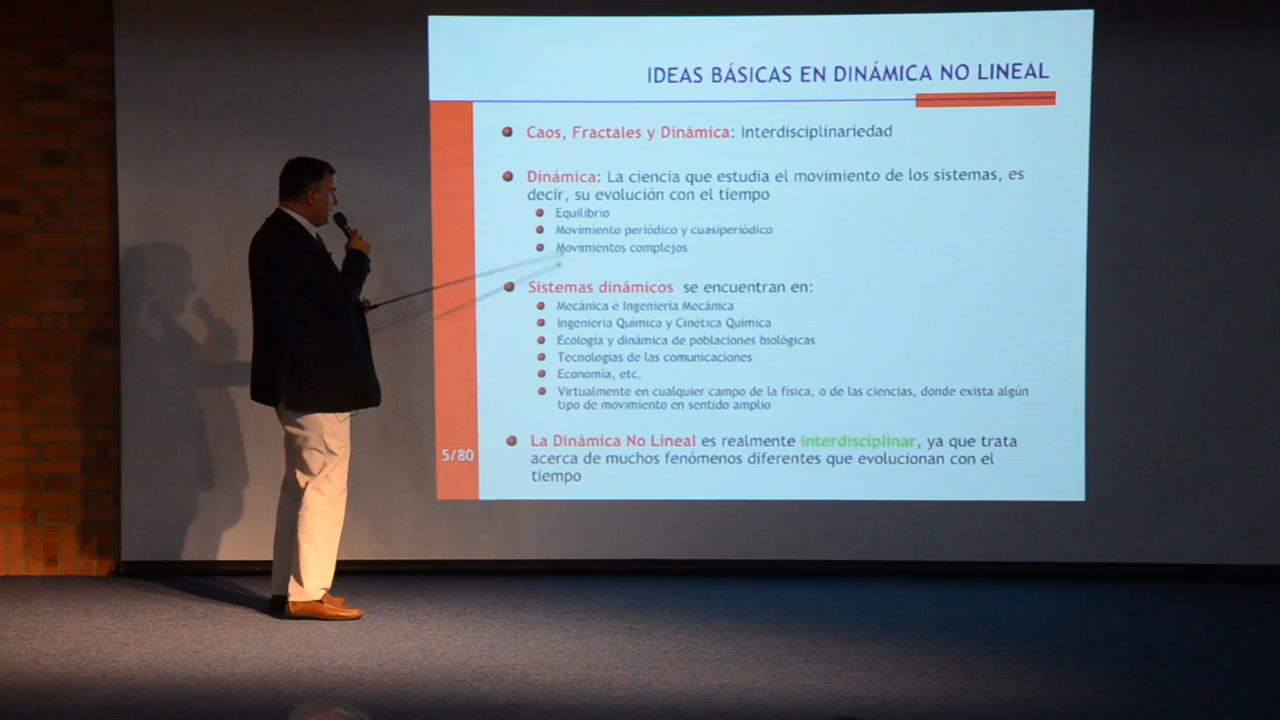 IDEAS BÁSICAS EN DINÁMICA NO LINEAL
Caos, Fractales y Dinámica: Interdisciplinariedad
Dinámica: La ciencia que estudia el movimiento de los sistemas, es
decir, su evolución con el tiempo
Equilibrio
Movimiento periódico y cuasiperiódico
Movimientos complejos
Sistemas dinámicos se encuentran en:
Mecánica e Ingeniería Mecánica
Ingeniería Química y Cinética Química
Ecología y dinámica de poblaciones biológicas
Tecnologías de las comunicaciones
Economía, etc.
Virtualmente en cualquier campo de la física, o de las ciencias, donde exista algún
tipo de movimiento en sentido amplio
La Dinámica No Lineal es realmente interdisciplinar, ya que trata
acerca de muchos fenómenos diferentes que evolucionan con el
tiempo
5/80